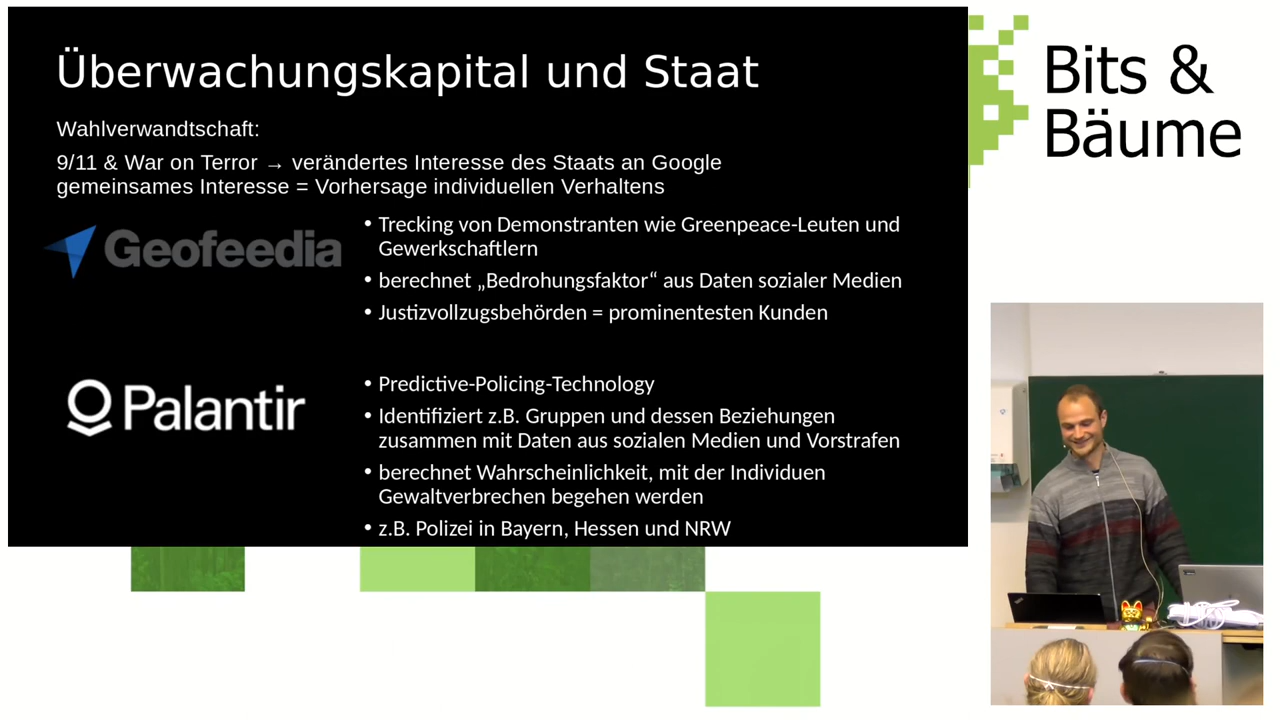 Überwachungskapital und Staat
Wahlverwandtschaft:
9/11 & War on Terror → verändertes Interesse des Staats an Google
gemeinsames Interesse = Vorhersage individuellen Verhaltens
Geofeedia
• Trecking von Demonstranten wie Greenpeace-Leuten und
Gewerkschaftlern
• berechnet „Bedrohungsfaktor“ aus Daten sozialer Medien
• Justizvollzugsbehörden = prominentesten Kunden
Palantir
• Predictive-Policing-Technology
• Identifiziert z.B. Gruppen und dessen Beziehungen
zusammen mit Daten aus sozialen Medien und Vorstrafen
• berechnet Wahrscheinlichkeit, mit der Individuen
Gewaltverbrechen begehen werden
• z.B. Polizei in Bayern, Hessen und NRW
Bits &
Bäume